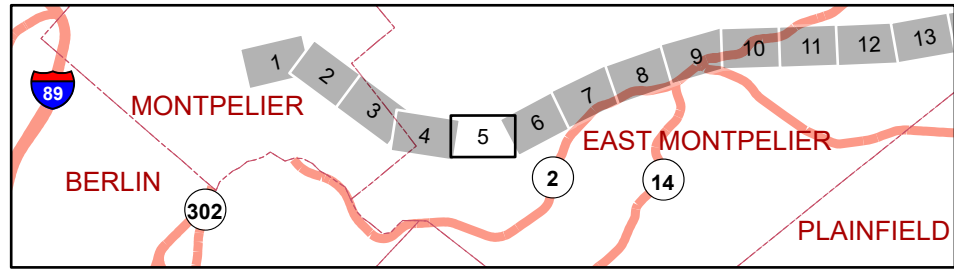 1 2 3 4 5 6 7 8 9 10 11 12 13
89
MONTPELIER
EAST MONTPELIER
BERLIN
302
2
14
PLAINFIELD